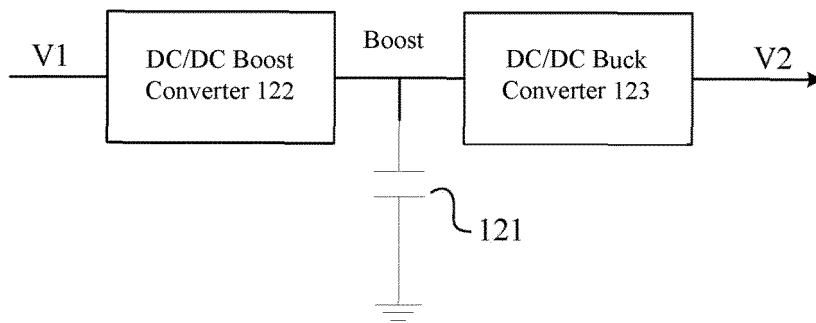 V1
DC/DC Boost
Converter 122
Boost
DC/DC Buck
Converter 123
V2
121